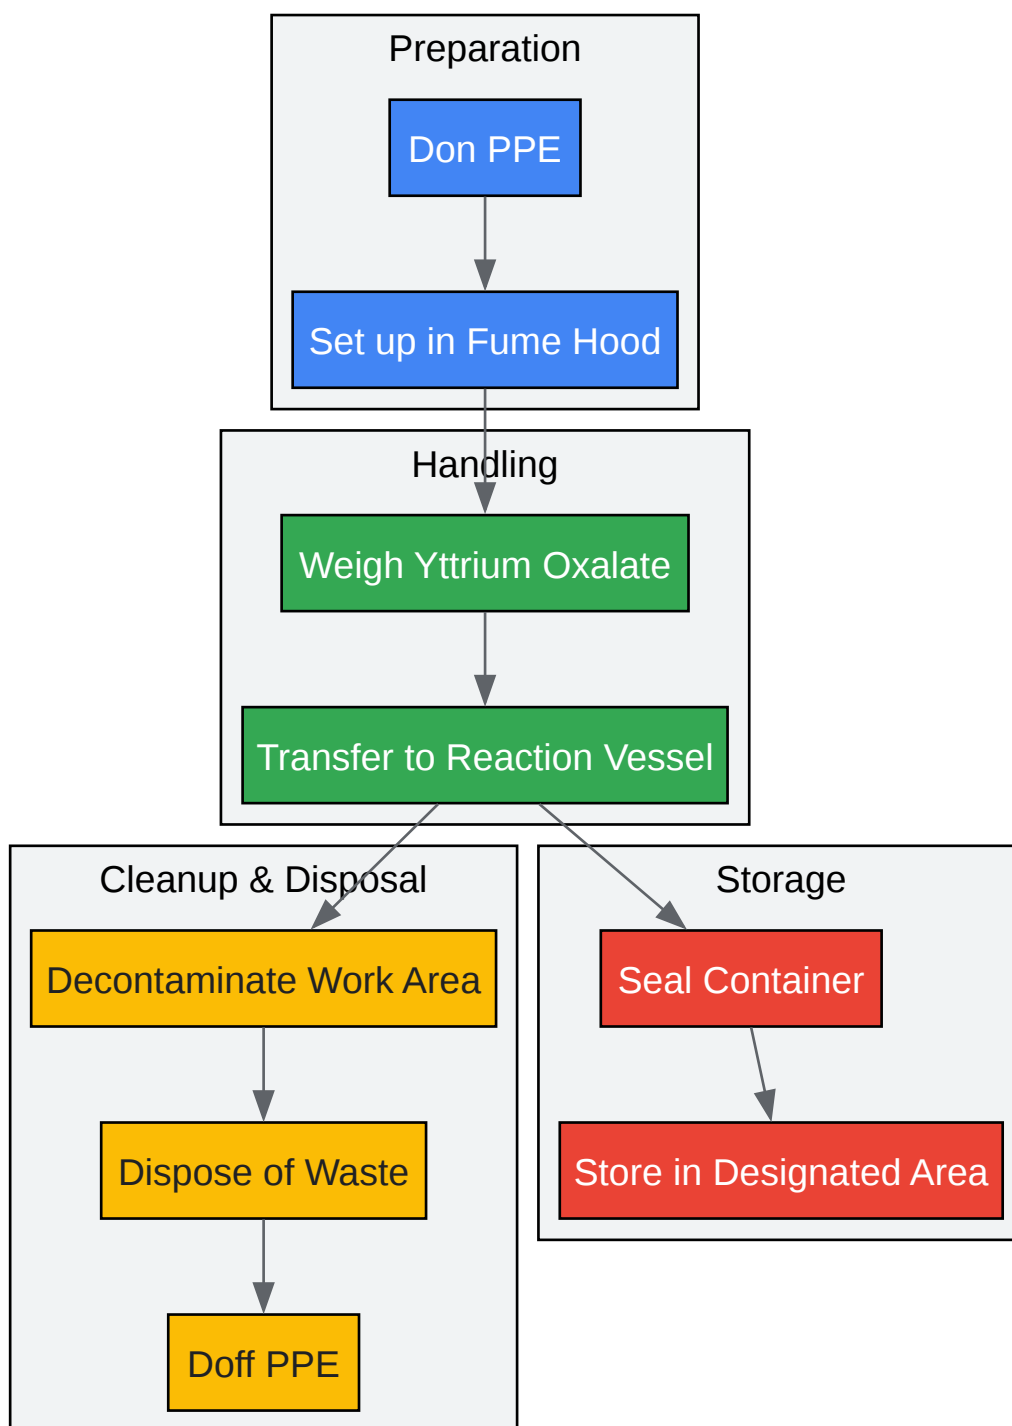 Preparation
Don PPE
Set up in Fume Hood
Handling
Weigh Yttrium Oxalate
Transfer to Reaction Vessel
Cleanup & Disposal
Decontaminate Work Area
Dispose of Waste
Doff PPE
Storage
Seal Container
Store in Designated Area